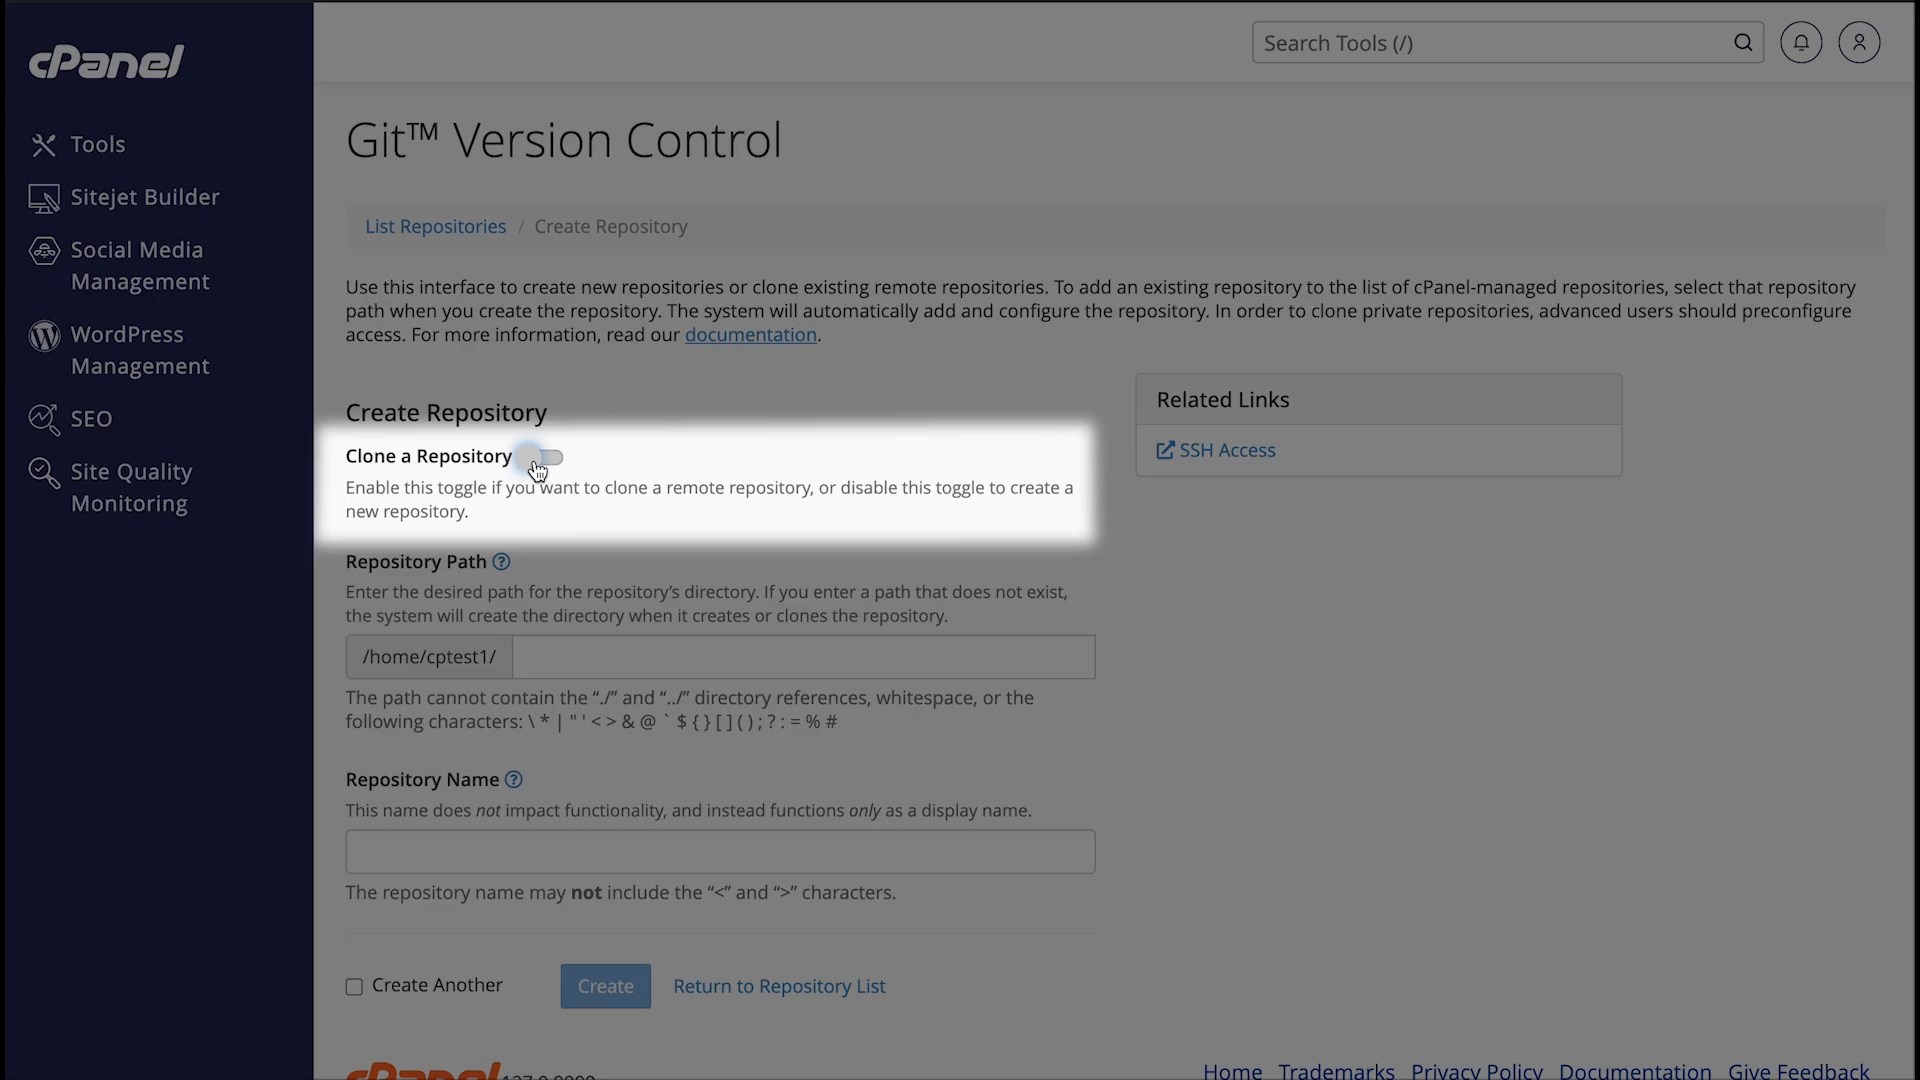 cPanel
Search Tools (/)
Tools
Sitejet Builder
Social Media
Management
WordPress
Management
SEO
Site Quality
Monitoring
Git™ Version Control
List Repositories / Create Repository
Use this interface to create new repositories or clone existing remote repositories. To add an existing repository to the list of cPanel-managed repositories, select that repository
path when you create the repository. The system will automatically add and configure the repository. In order to clone private repositories, advanced users should preconfigure
access. For more information, read our documentation.
Create Repository
Clone a Repository
Enable this toggle if you want to clone a remote repository, or disable this toggle to create a
new repository.
Repository Path
Enter the desired path for the repository's directory. If you enter a path that does not exist,
the system will create the directory when it creates or clones the repository.
/home/cptest1/
The path cannot contain the “./” and “../” directory references, whitespace, or the
following characters: \ * | " ' < > & @ ` $ { } [ ] ( ) ; ? : = % #
Repository Name
This name does not impact functionality, and instead functions only as a display name.
The repository name may not include the “<” and “>” characters.
Create Another
Create
Return to Repository List
Related Links
SSH Access
cPanel
Home Trademarks Privacy Policy Documentation Give Feedback